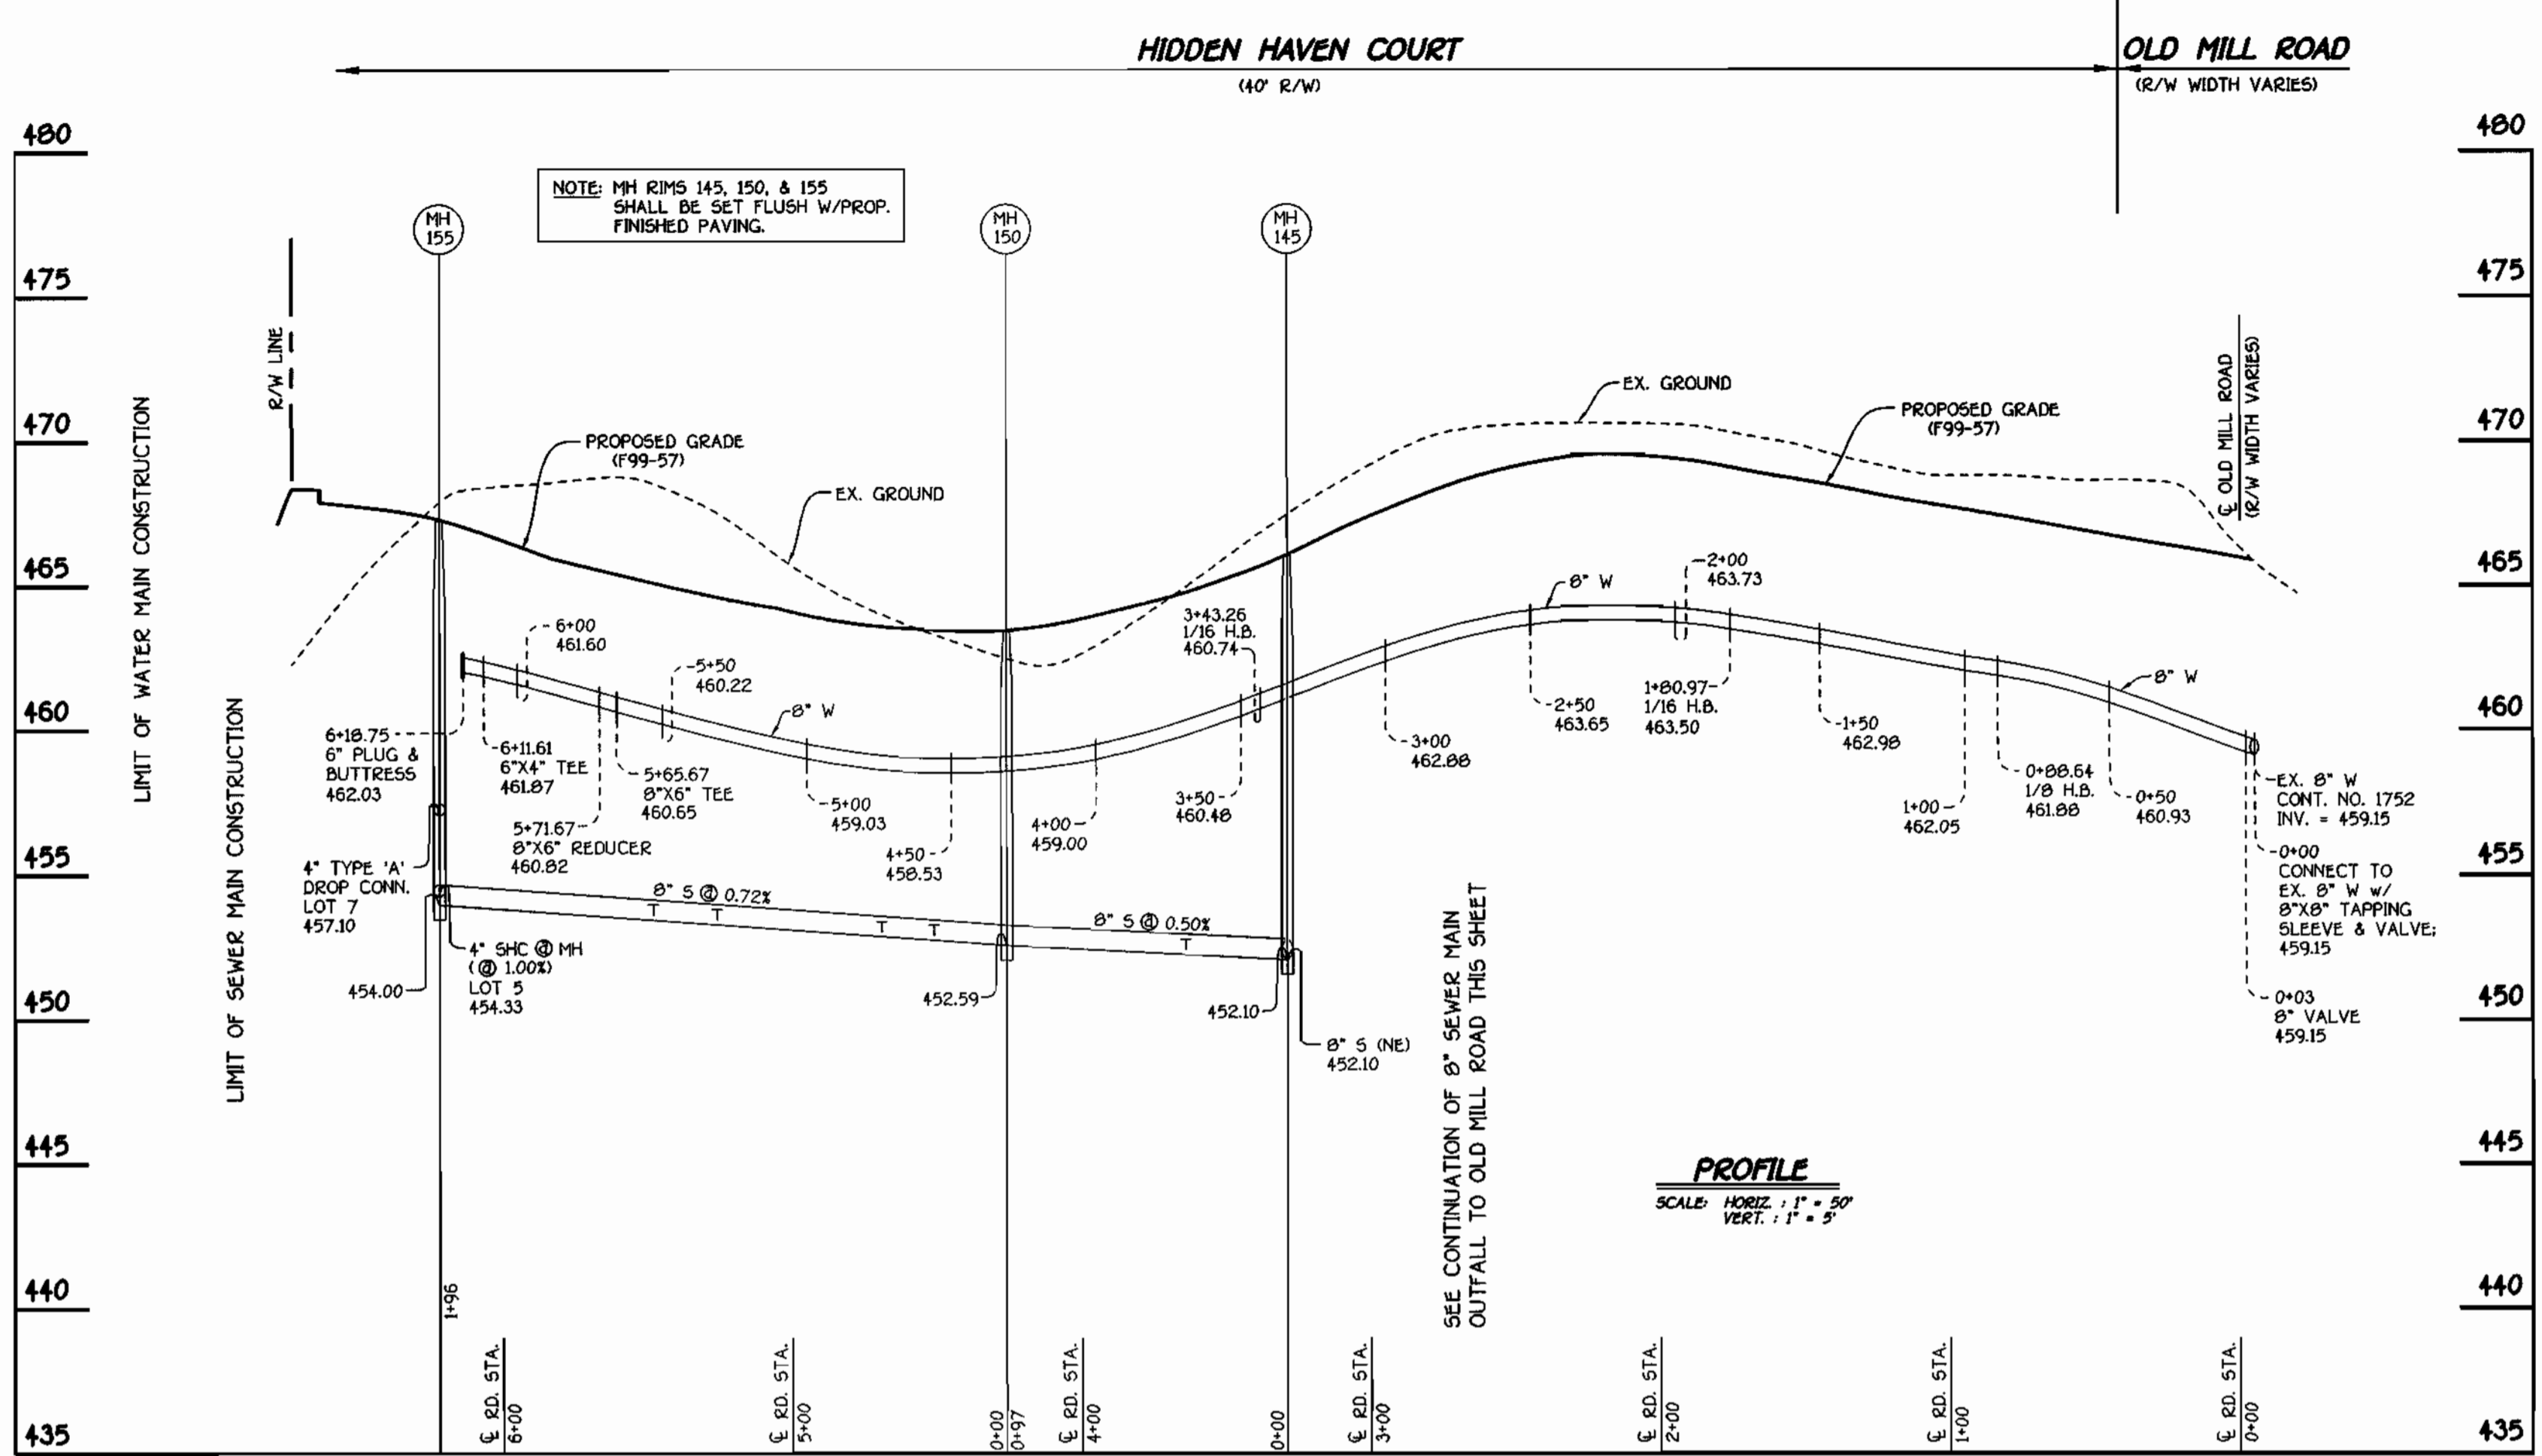 HIDDEN HAVEN COURT
(40' R/W)
OLD MILL ROAD
(R/W WIDTH VARIES)
480
475
470
465
460
455
450
445
440
435
480
475
470
465
460
455
450
445
440
435
NOTE: MH RIMS 145, 150, & 155
SHALL BE SET FLUSH W/PROP.
FINISHED PAVING.
MH
155
MH
150
MH
145
LIMIT OF WATER MAIN CONSTRUCTION
LIMIT OF SEWER MAIN CONSTRUCTION
R/W LINE
PROPOSED GRADE
(F99-57)
EX. GROUND
EX. GROUND
PROPOSED GRADE
(F99-57)
℄ OLD MILL ROAD
(R/W WIDTH VARIES)
6+00
461.60
5+50
460.22
8" W
3+43.26
1/16 H.B.
460.74
8" W
2+00
463.73
6+18.75
6" PLUG &
BUTTRESS
462.03
6+11.61
6"X4" TEE
461.87
5+71.67
8"X6" REDUCER
460.82
5+65.67
8"X6" TEE
460.65
5+00
459.03
4+50
458.53
4+00
459.00
3+50
460.48
3+00
462.88
2+50
463.65
1+80.97
1/16 H.B.
463.50
1+50
462.98
1+00
462.05
0+88.64
1/8 H.B.
461.88
0+50
460.93
8" W
EX. 8" W
CONT. NO. 1752
INV. = 459.15
0+00
CONNECT TO
EX. 8" W w/
8"X8" TAPPING
SLEEVE & VALVE;
459.15
0+03
8" VALVE
459.15
4" TYPE 'A'
DROP CONN.
LOT 7
457.10
8" S @ 0.72%
T
T
T
T
8" S @ 0.50%
T
4" SHC @ MH
(@ 1.00%)
LOT 5
454.33
454.00
452.59
452.10
8" S (NE)
452.10
SEE CONTINUATION OF 8" SEWER MAIN
OUTFALL TO OLD MILL ROAD THIS SHEET
PROFILE
SCALE: HORIZ. : 1" = 50'
VERT. : 1" = 5'
1+96
℄ RD. STA.
6+00
℄ RD. STA.
5+00
0+00
0+97
℄ RD. STA.
4+00
0+00
℄ RD. STA.
3+00
℄ RD. STA.
2+00
℄ RD. STA.
1+00
℄ RD. STA.
0+00